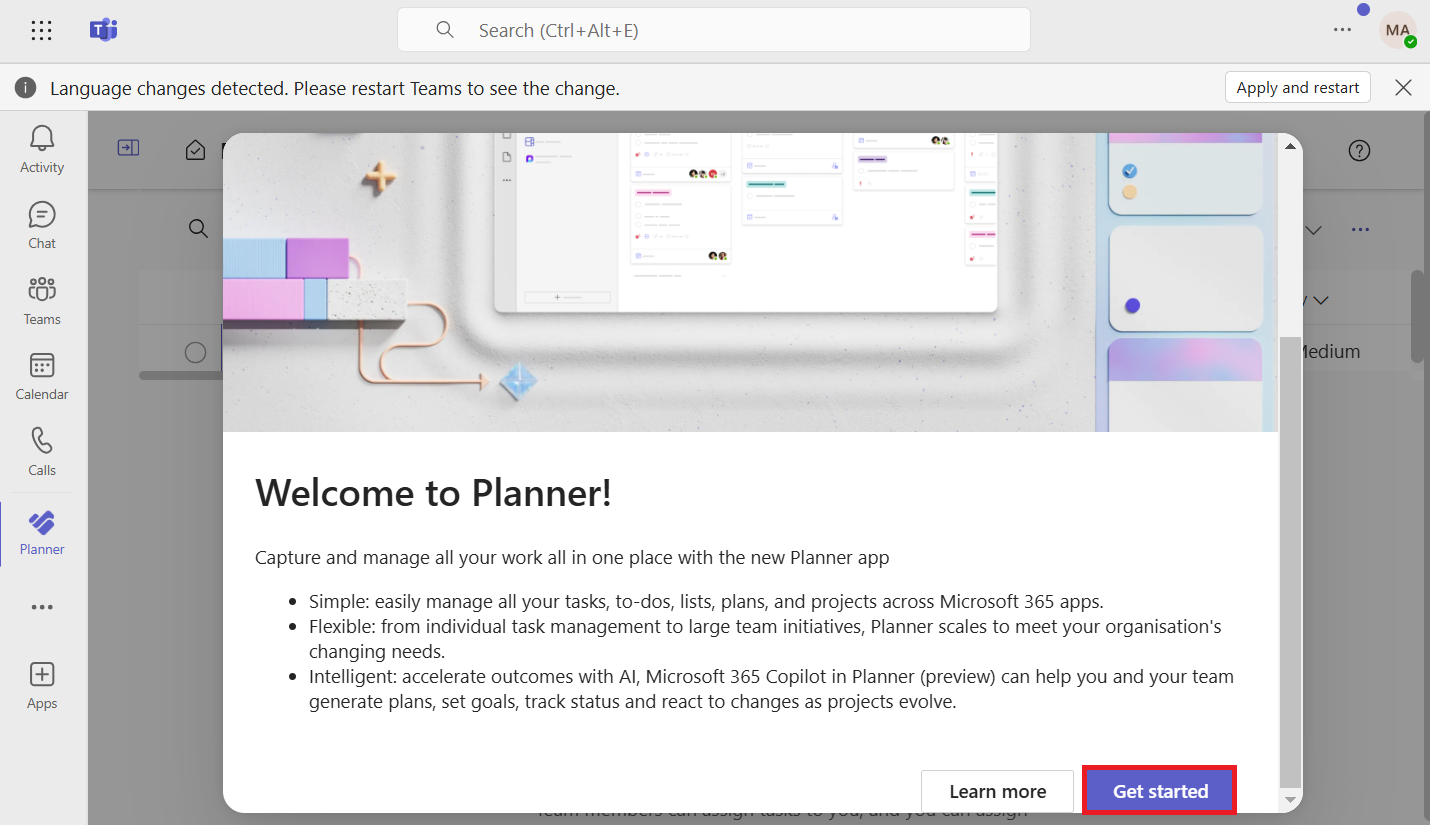 Search (Ctrl+Alt+E)
MA
Language changes detected. Please restart Teams to see the change.
Apply and restart
Activity
Chat
Teams
Calendar
Calls
Planner
Apps
Medium
Welcome to Planner!
Capture and manage all your work all in one place with the new Planner app
• Simple: easily manage all your tasks, to-dos, lists, plans, and projects across Microsoft 365 apps.
• Flexible: from individual task management to large team initiatives, Planner scales to meet your organisation's
changing needs.
• Intelligent: accelerate outcomes with AI, Microsoft 365 Copilot in Planner (preview) can help you and your team
generate plans, set goals, track status and react to changes as projects evolve.
Learn more
Get started
Team members can assign tasks to you, and you can assign